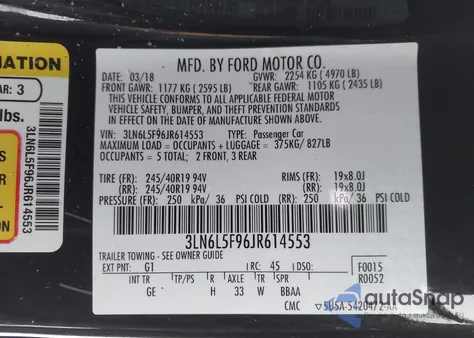 MATION
AR: 3
lbs.
3LN6L5F96JR614553
MFD. BY FORD MOTOR CO.
03/18 GVWR: 2254 KG ( 4970 LB)
FRONT GAWR: 1177 KG ( 2595 LB) REAR GAWR: 1105 KG ( 2435 LB)
THIS VEHICLE CONFORMS TO ALL APPLICABLE FEDERAL MOTOR
VEHICLE SAFETY, BUMPER, AND THEFT PREVENTION STANDARDS
IN EFFECT ON THE DATE OF MANUFACTURE SHOWN ABOVE.
VIN: 3LN6L5F96JR614553 TYPE: Passenger Car
MAXIMUM LOAD = OCCUPANTS + LUGGAGE = 375KG/ 827LB
OCCUPANTS = 5 TOTAL; 2 FRONT, 3 REAR
TIRE (FR): 245/40R19 94V RIMS (FR): 19x8.0J
(RR): 245/40R19 94V (RR): 19x8.0J
PRESSURE (FR): 250 kPa/ 36 PSI COLD (RR): 250 kPa/ 36 PSI COLD
3LN6L5F96JR614553
TRAILER TOWING - SEE OWNER GUIDE
EXT PNT: G1 RC: 45 DSO: F0015
INT TR TP/PS R AXLE TR SPR R0052
GE H 33 W BBAA
CMC 5USA-5420472-AA
autoSnap